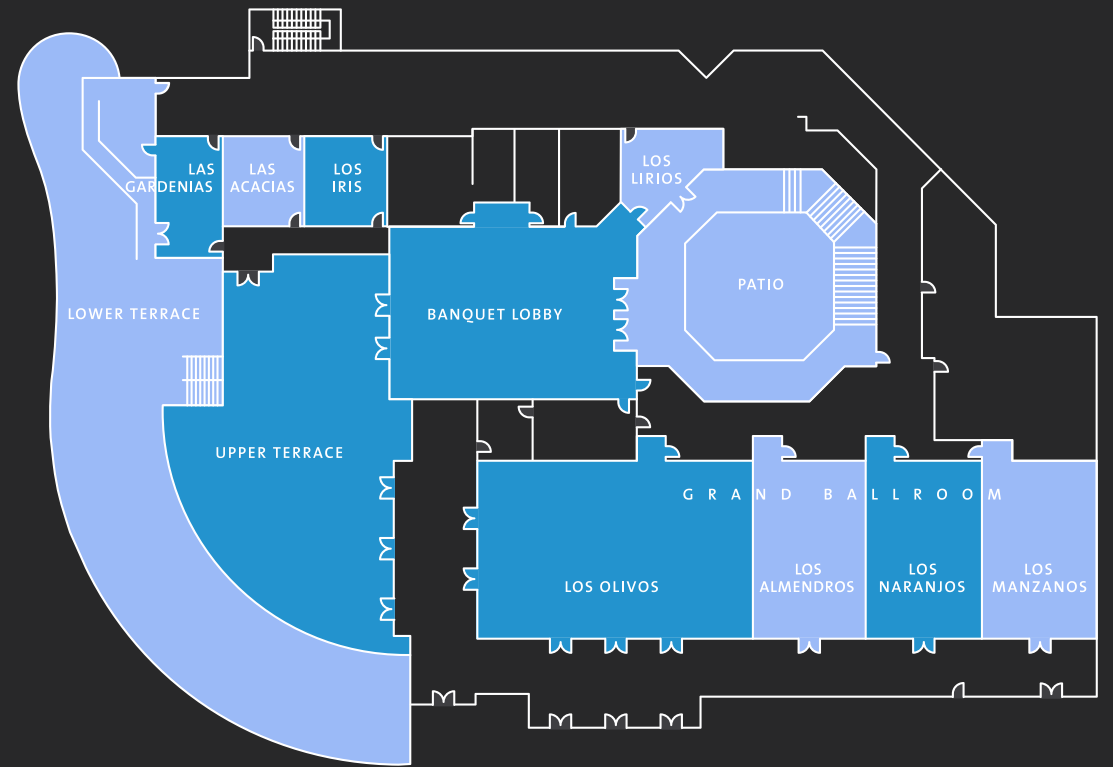 LAS
GARDENIAS
LAS
ACACIAS
LOS
IRIS
LOS
LIRIOS
PATIO
LOWER TERRACE
BANQUET LOBBY
UPPER TERRACE
GRAND BALLROOM
LOS OLIVOS
LOS
ALMENDROS
LOS
NARANJOS
LOS
MANZANOS